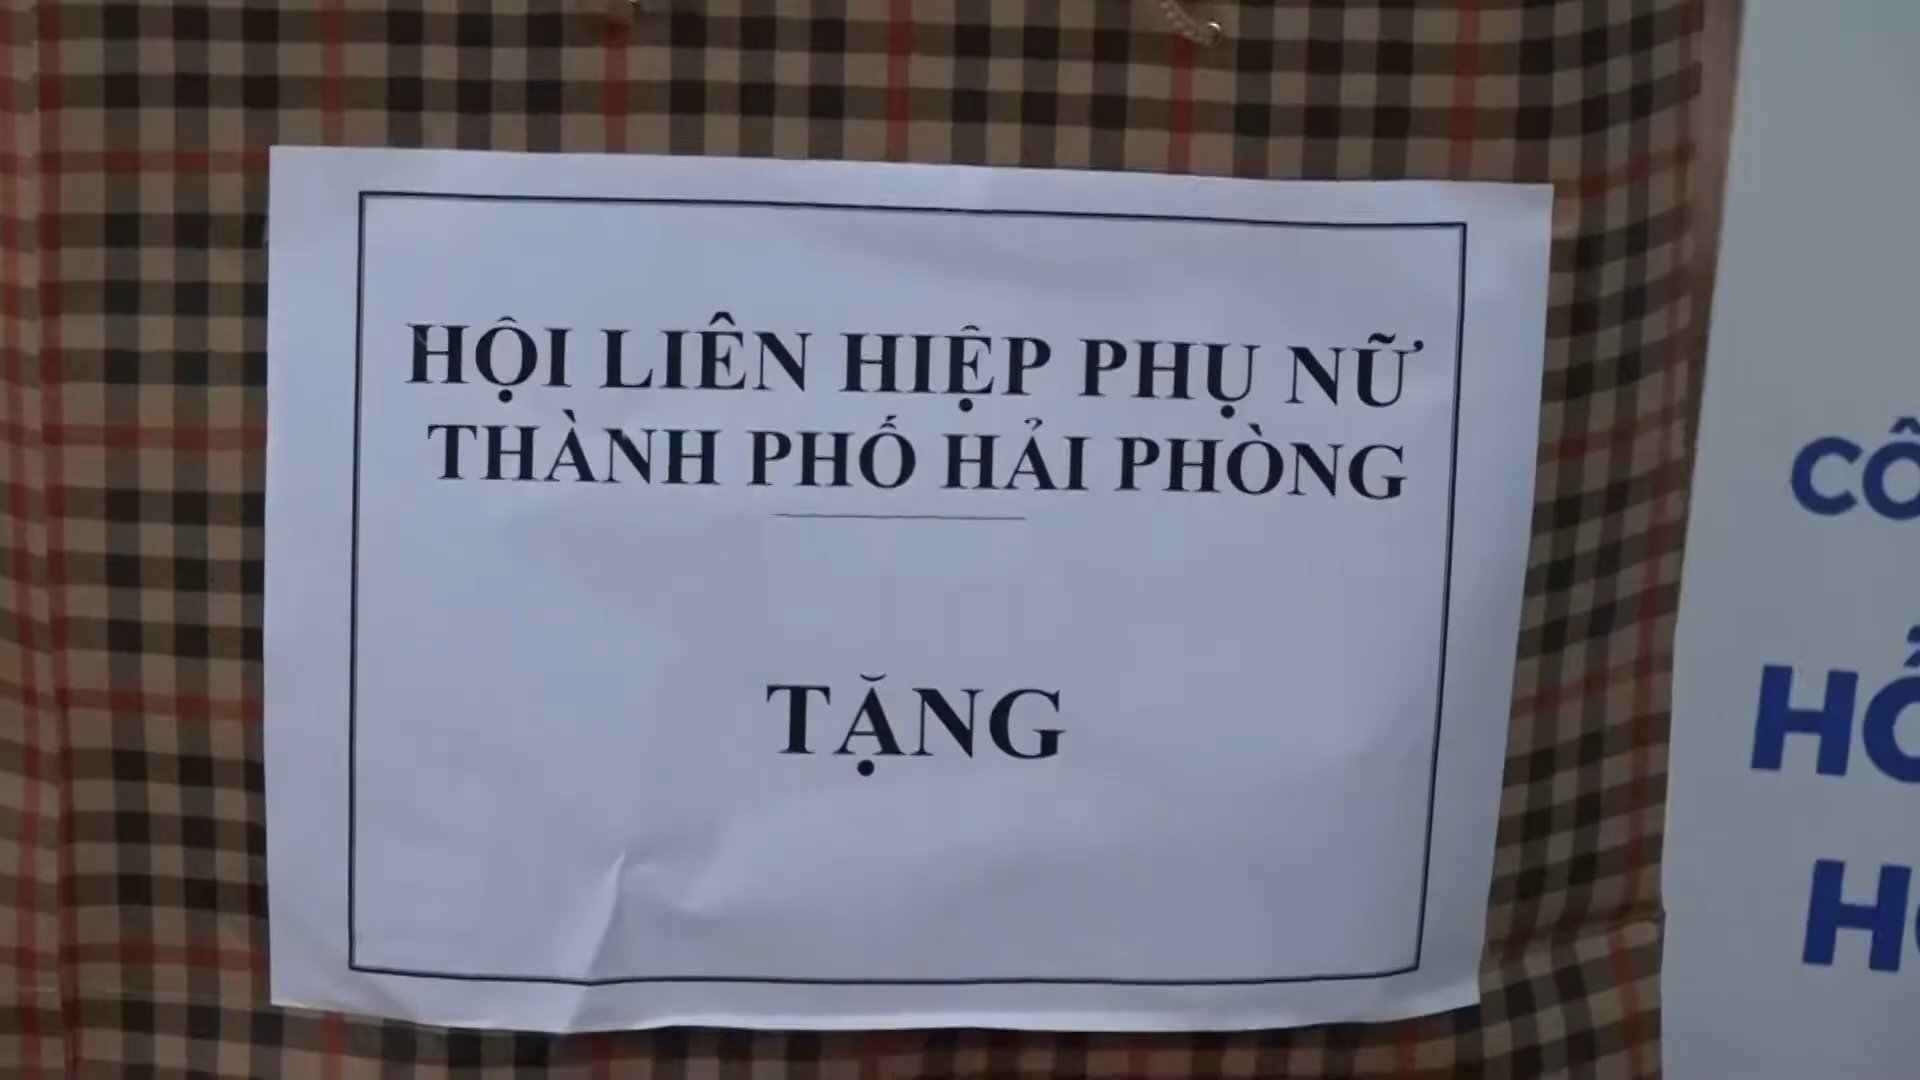 HỘI LIÊN HIỆP PHỤ NỮ
THÀNH PHỐ HẢI PHÒNG
TẶNG